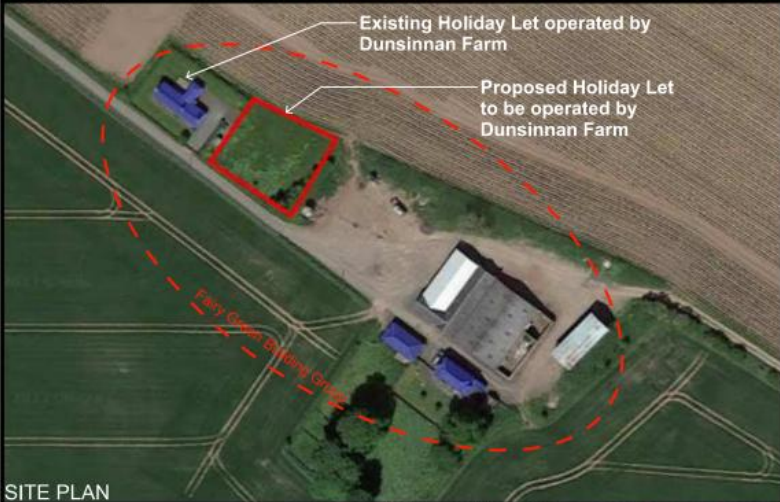 Existing Holiday Let operated by
Dunsinnan Farm
Proposed Holiday Let
to be operated by
Dunsinnan Farm
Fairy Green Building Group
SITE PLAN